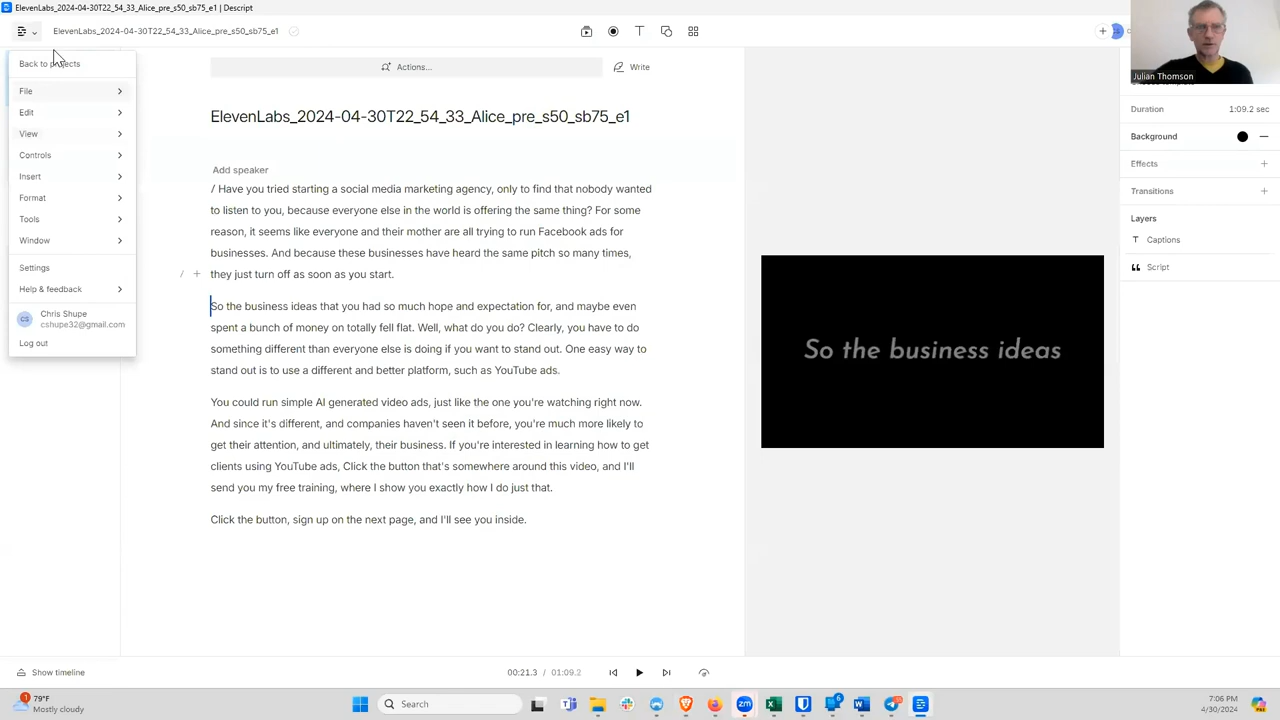 ElevenLabs_2024-04-30T22_54_33_Alice_pre_s50_sb75_e1 | Descript
ElevenLabs_2024-04-30T22_54_33_Alice_pre_s50_sb75_e1
Back to projects
File
Edit
View
Controls
Insert
Format
Tools
Window
Settings
Help & feedback
CS
Chris Shupe
cshupe32@gmail.com
Log out
Actions...
Write
ElevenLabs_2024-04-30T22_54_33_Alice_pre_s50_sb75_e1
Add speaker
/ Have you tried starting a social media marketing agency, only to find that nobody wanted
to listen to you, because everyone else in the world is offering the same thing? For some
reason, it seems like everyone and their mother are all trying to run Facebook ads for
businesses. And because these businesses have heard the same pitch so many times,
they just turn off as soon as you start.
So the business ideas that you had so much hope and expectation for, and maybe even
spent a bunch of money on totally fell flat. Well, what do you do? Clearly, you have to do
something different than everyone else is doing if you want to stand out. One easy way to
stand out is to use a different and better platform, such as YouTube ads.
You could run simple AI generated video ads, just like the one you're watching right now.
And since it's different, and companies haven't seen it before, you're much more likely to
get their attention, and ultimately, their business. If you're interested in learning how to get
clients using YouTube ads, Click the button that's somewhere around this video, and I'll
send you my free training, where I show you exactly how I do just that.
Click the button, sign up on the next page, and I'll see you inside.
So the business ideas
Julian Thomson
Duration 1:09.2 sec
Background
Effects
Transitions
Layers
Captions
Script
Show timeline
00:21.3 / 01:09.2
1
79°F
Mostly cloudy
Search
zm
6
7:06 PM
4/30/2024